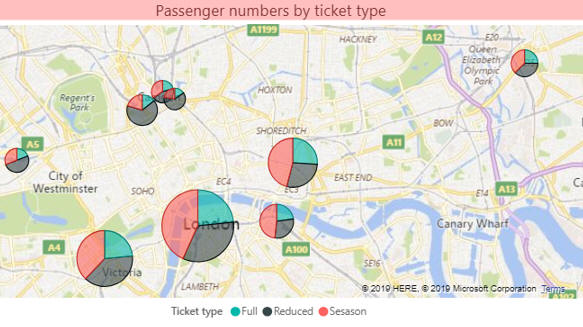 Passenger numbers by ticket type
A1199
A12
E20
HACKNEY
Queen
Elizabeth
Olympic
Park
Regent's
Park
HOXTON
BOW
SHOREDITCH
A5
A11
City of
Westminster
EAST END
SOHO
EC4
EC3
E14
A13
London
Canary Wharf
A4
A100
Victoria
SE16
LAMBETH
© 2019 HERE, © 2019 Microsoft Corporation Terms
A102
Ticket type Full Reduced Sesason